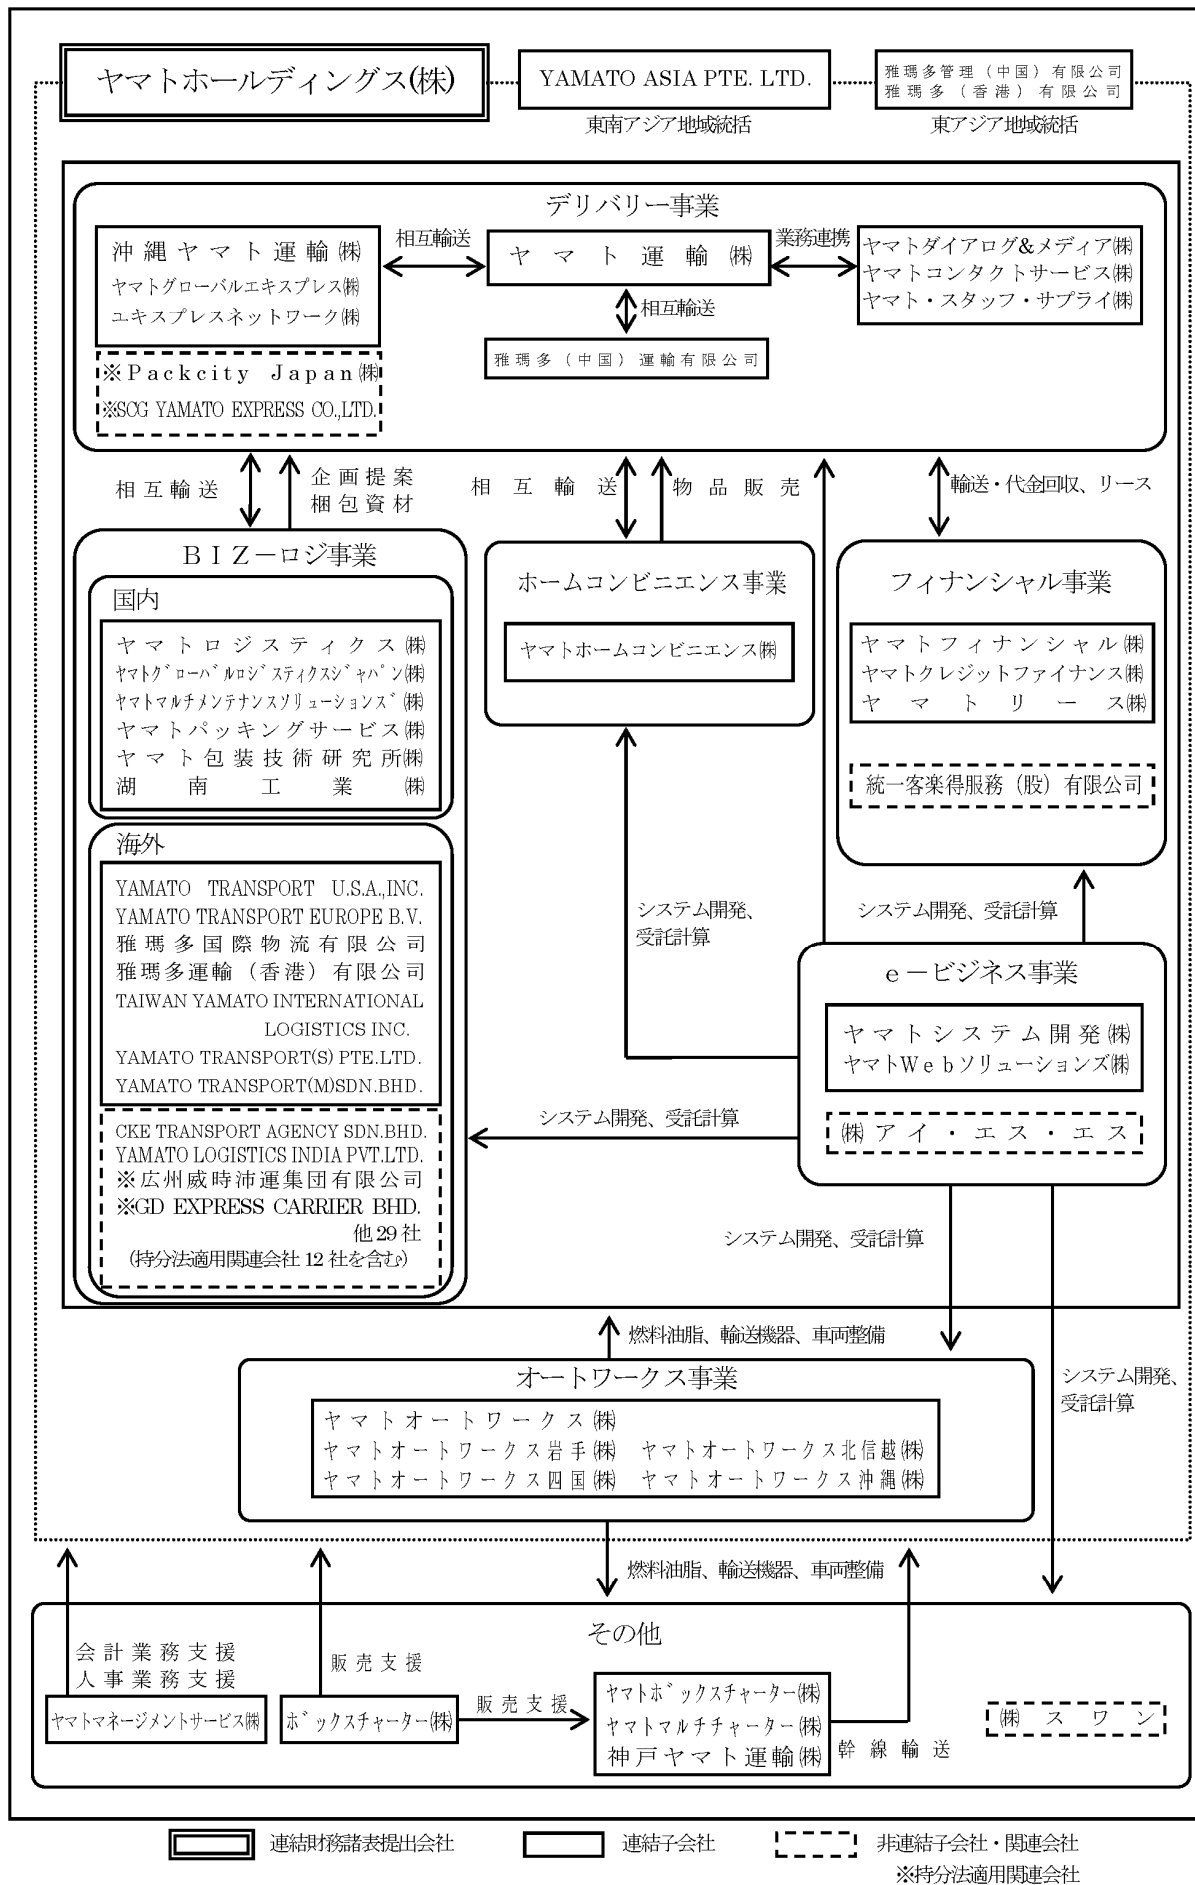 ヤマトホールディングス(株)
YAMATO ASIA PTE. LTD.
東南アジア地域統括
雅瑪多管理（中国）有限公司
雅瑪多（香港）有限公司
東アジア地域統括
デリバリー事業
沖縄ヤマト運輸㈱
ヤマトグローバルエキスプレス㈱
エキスプレスネットワーク㈱
相互輸送
ヤマト運輸㈱
業務連携
ヤマトダイアログ&メディア㈱
ヤマトコンタクトサービス㈱
ヤマト・スタッフ・サプライ㈱
相互輸送
雅瑪多（中国）運輸有限公司
※Packcity Japan㈱
※SCG YAMATO EXPRESS CO.,LTD.
相互輸送
企画提案
梱包資材
相互輸送
物品販売
輸送・代金回収、リース
ＢＩＺ－ロジ事業
国内
ヤマトロジスティクス㈱
ヤマトグローバルロジスティクスジャパン㈱
ヤマトマルチメンテナンスソリューションズ㈱
ヤマトパッキングサービス㈱
ヤマト包装技術研究所㈱
湖南工業㈱
海外
YAMATO TRANSPORT U.S.A.,INC.
YAMATO TRANSPORT EUROPE B.V.
雅瑪多国際物流有限公司
雅瑪多運輸（香港）有限公司
TAIWAN YAMATO INTERNATIONAL
LOGISTICS INC.
YAMATO TRANSPORT(S) PTE.LTD.
YAMATO TRANSPORT(M)SDN.BHD.
CKE TRANSPORT AGENCY SDN.BHD.
YAMATO LOGISTICS INDIA PVT.LTD.
※広州威時沛運集団有限公司
※GD EXPRESS CARRIER BHD.
他29社
(持分法適用関連会社12社を含む)
ホームコンビニエンス事業
ヤマトホームコンビニエンス㈱
フィナンシャル事業
ヤマトフィナンシャル㈱
ヤマトクレジットファイナンス㈱
ヤマトリース㈱
統一客楽得服務（股）有限公司
システム開発、
受託計算
システム開発、受託計算
ｅ－ビジネス事業
ヤマトシステム開発㈱
ヤマトＷｅｂソリューションズ㈱
㈱アイ・エス・エス
システム開発、受託計算
システム開発、受託計算
燃料油脂、輸送機器、車両整備
オートワークス事業
ヤマトオートワークス㈱
ヤマトオートワークス岩手㈱ ヤマトオートワークス北信越㈱
ヤマトオートワークス四国㈱ ヤマトオートワークス沖縄㈱
システム開発、
受託計算
燃料油脂、輸送機器、車両整備
その他
会計業務支援
人事業務支援
ヤマトマネージメントサービス㈱
販売支援
ボックスチャーター㈱
販売支援
ヤマトボックスチャーター㈱
ヤマトマルチチャーター㈱
神戸ヤマト運輸㈱
幹線輸送
㈱スワン
連結財務諸表提出会社
連結子会社
非連結子会社・関連会社
※持分法適用関連会社